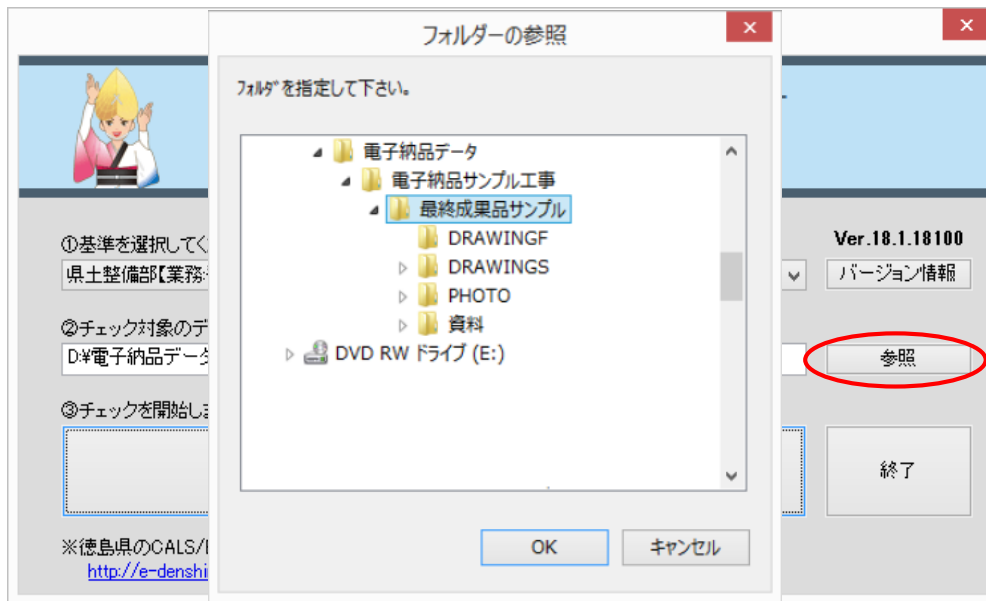 フォルダーの参照
フォルダを指定して下さい。
電子納品データ
電子納品サンプル工事
最終成果品サンプル
DRAWINGF
DRAWINGS
PHOTO
資料
DVD RW ドライブ (E:)
OK
キャンセル
①基準を選択してく
Ver.18.1.18100
県土整備部【業務
バージョン情報
②チェック対象のデ
D:¥電子納品データ
参照
③チェックを開始しま
終了
※徳島県のCALS/
http://e-denshi